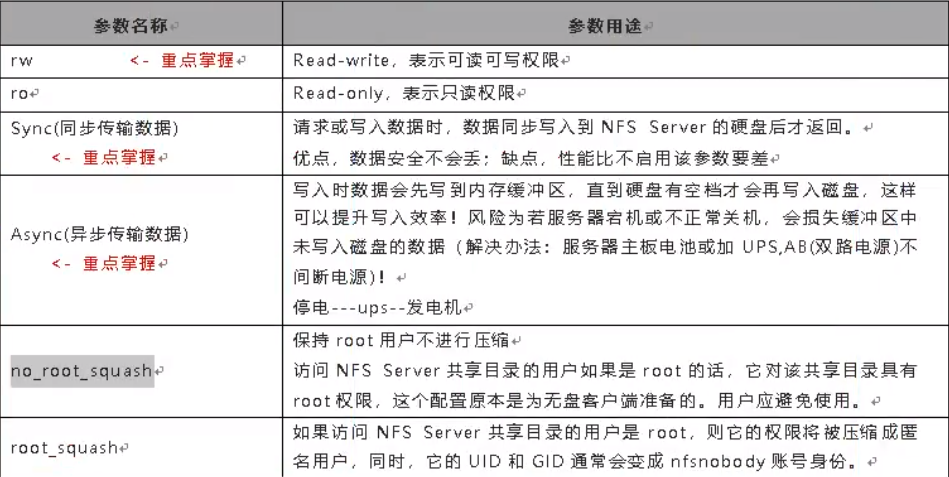 参数名称 参数用途
rw <- 重点掌握 Read-write，表示可读可写权限
ro Read-only，表示只读权限
Sync(同步传输数据) 请求或写入数据时，数据同步写入到 NFS Server 的硬盘后才返回。
<- 重点掌握 优点，数据安全不会丢；缺点，性能比不启用该参数要差
写入时数据会先写到内存缓冲区，直到硬盘有空档才会再写入磁盘，这样
可以提升写入效率！风险为若服务器宕机或不正常关机，会损失缓冲区中
Async(异步传输数据) 未写入磁盘的数据（解决办法：服务器主板电池或加 UPS,AB(双路电源)不
<- 重点掌握 间断电源)！
停电---ups--发电机
保持 root 用户不进行压缩
no_root_squash 访问 NFS Server 共享目录的用户如果是 root 的话，它对该共享目录具有
root 权限，这个配置原本是为无盘客户端准备的。用户应避免使用。
root_squash 如果访问 NFS Server 共享目录的用户是 root，则它的权限将被压缩成匿
名用户，同时，它的 UID 和 GID 通常会变成 nfsnobody 账号身份。